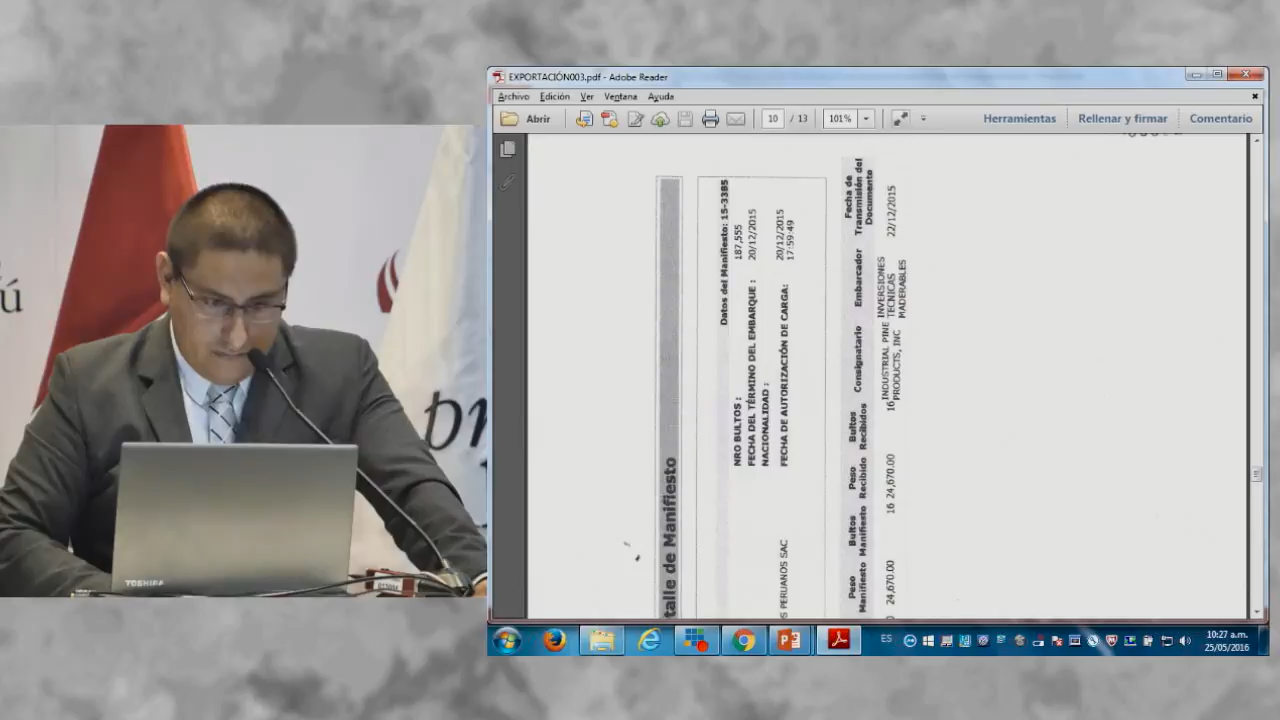 EXPORTACIÓN003.pdf - Adobe Reader
Archivo Edición Ver Ventana Ayuda
Abrir
10 / 13
101%
Herramientas Rellenar y firmar Comentario
talle de Manifiesto
Datos del Manifiesto: 15-3385
NRO BULTOS : 187,555
FECHA DEL TÉRMINO DEL EMBARQUE : 20/12/2015
NACIONALIDAD :
S PERUANOS SAC
FECHA DE AUTORIZACIÓN DE CARGA: 20/12/2015
17:59:49
Peso Manifiesto
Bultos Manifiesto
Peso Recibido
Bultos Recibidos
Consignatario
Embarcador
Fecha de Transmisión del Documento
24,670.00
16 24,670.00
16 INDUSTRIAL PINE
PRODUCTS, INC
INVERSIONES
TECNICAS
MADERABLES
22/12/2015
ú
TOSHIBA
ES
10:27 a.m.
25/05/2016